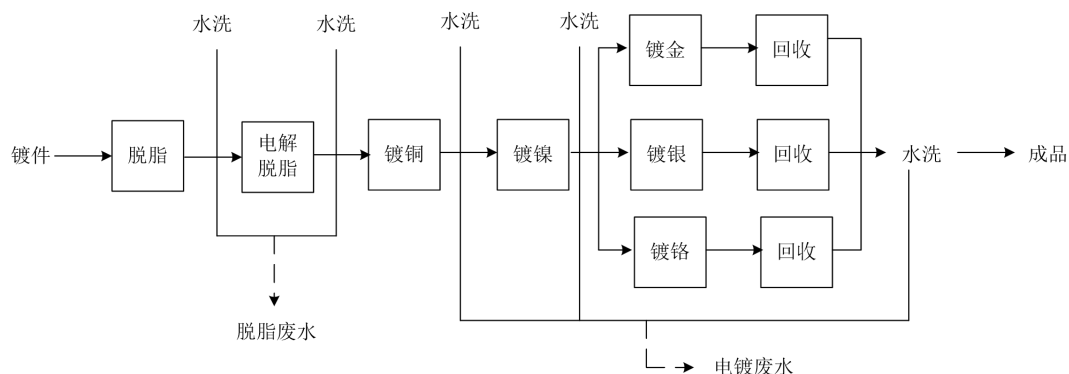 水洗
水洗
水洗
水洗
镀金
回收
镀件
脱脂
电解
脱脂
镀铜
镀镍
镀银
回收
水洗
成品
镀铬
回收
脱脂废水
电镀废水